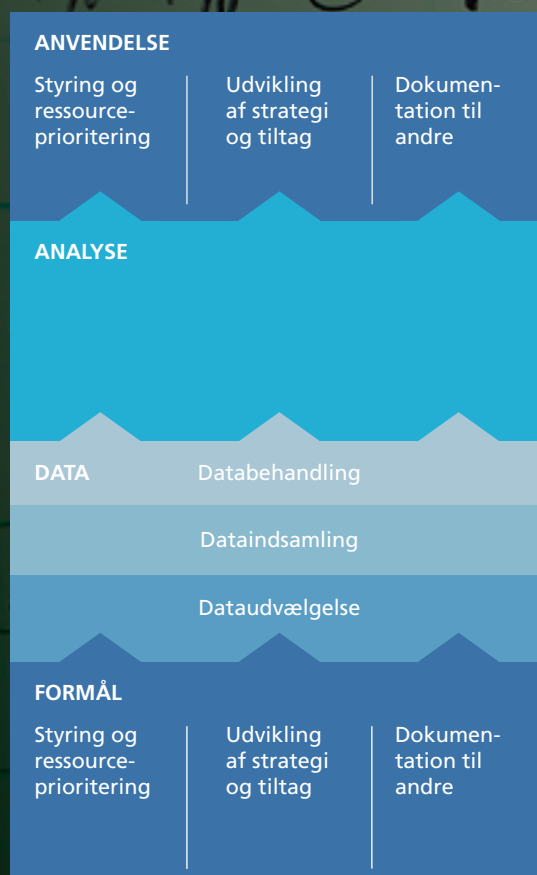 ANVENDELSE
Styring og
ressource-
prioritering
Udvikling
af strategi
og tiltag
Dokumen-
tation til
andre
ANALYSE
DATA
Databehandling
Dataindsamling
Dataudvælgelse
FORMÅL
Styring og
ressource-
prioritering
Udvikling
af strategi
og tiltag
Dokumen-
tation til
andre